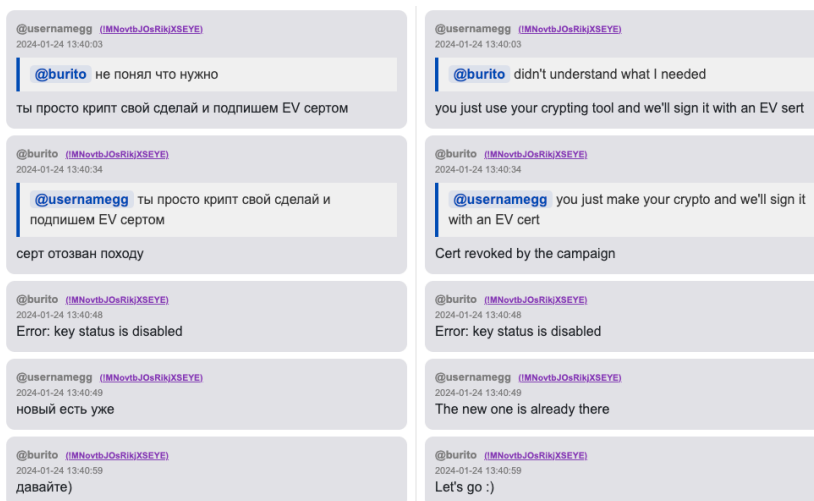 @usernamegg (!MNovtbJOsRikjXSEYE)
2024-01-24 13:40:03
@burito не понял что нужно
ты просто крипт свой сделай и подпишем EV сертом
@burito (!MNovtbJOsRikjXSEYE)
2024-01-24 13:40:34
@usernamegg ты просто крипт свой сделай и
подпишем EV сертом
серт отозван походу
@burito (!MNovtbJOsRikjXSEYE)
2024-01-24 13:40:48
Error: key status is disabled
@usernamegg (!MNovtbJOsRikjXSEYE)
2024-01-24 13:40:49
новый есть уже
@burito (!MNovtbJOsRikjXSEYE)
2024-01-24 13:40:59
давайте)
@usernamegg (!MNovtbJOsRikjXSEYE)
2024-01-24 13:40:03
@burito didn't understand what I needed
you just use your crypting tool and we'll sign it with an EV sert
@burito (!MNovtbJOsRikjXSEYE)
2024-01-24 13:40:34
@usernamegg you just make your crypto and we'll sign it
with an EV cert
Cert revoked by the campaign
@burito (!MNovtbJOsRikjXSEYE)
2024-01-24 13:40:48
Error: key status is disabled
@usernamegg (!MNovtbJOsRikjXSEYE)
2024-01-24 13:40:49
The new one is already there
@burito (!MNovtbJOsRikjXSEYE)
2024-01-24 13:40:59
Let's go :)